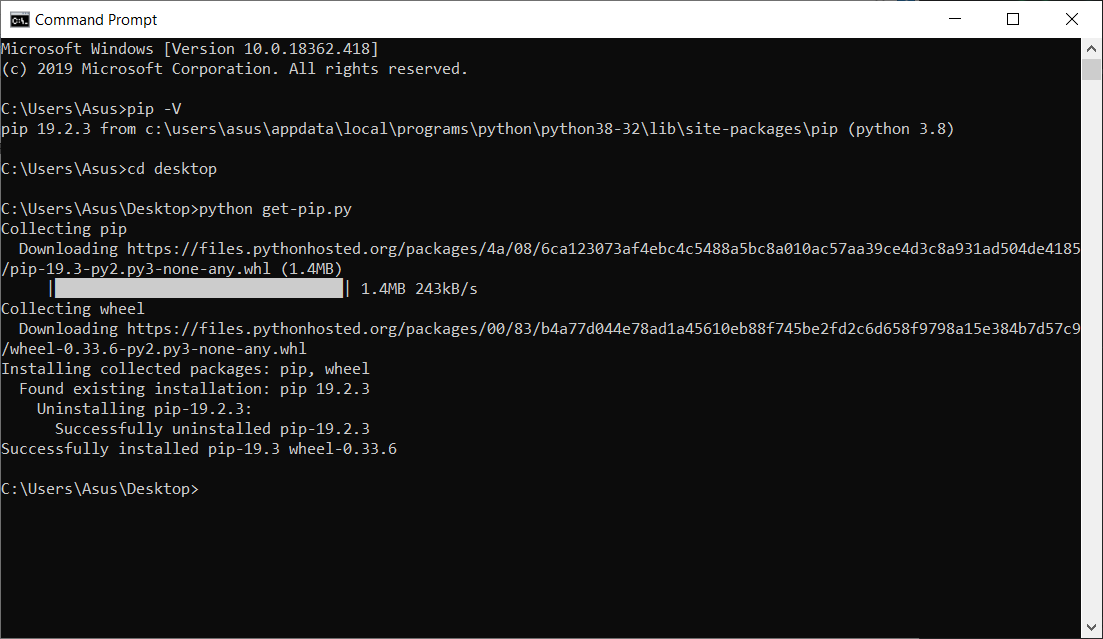 Command Prompt
Microsoft Windows [Version 10.0.18362.418]
(c) 2019 Microsoft Corporation. All rights reserved.
C:\Users\Asus>pip -V
pip 19.2.3 from c:\users\asus\appdata\local\programs\python\python38-32\lib\site-packages\pip (python 3.8)
C:\Users\Asus>cd desktop
C:\Users\Asus\Desktop>python get-pip.py
Collecting pip
  Downloading https://files.pythonhosted.org/packages/4a/08/6ca123073af4ebc4c5488a5bc8a010ac57aa39ce4d3c8a931ad504de4185
/pip-19.3-py2.py3-none-any.whl (1.4MB)
     |████████████████████████████████| 1.4MB 243kB/s
Collecting wheel
  Downloading https://files.pythonhosted.org/packages/00/83/b4a77d044e78ad1a45610eb88f745be2fd2c6d658f9798a15e384b7d57c9
/wheel-0.33.6-py2.py3-none-any.whl
Installing collected packages: pip, wheel
  Found existing installation: pip 19.2.3
    Uninstalling pip-19.2.3:
      Successfully uninstalled pip-19.2.3
Successfully installed pip-19.3 wheel-0.33.6
C:\Users\Asus\Desktop>